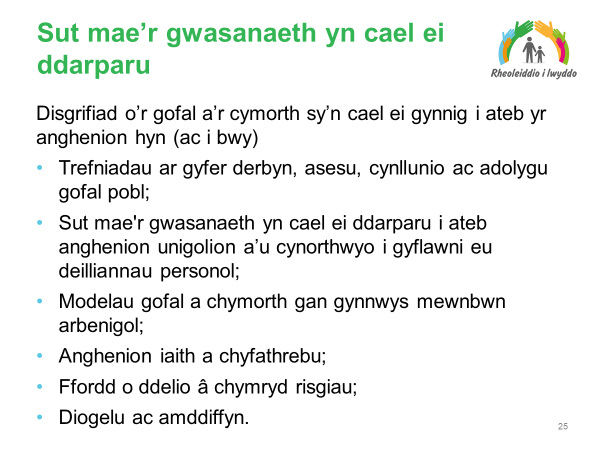 Sut mae’r gwasanaeth yn cael ei
ddarparu
Rheoleiddio i lwyddo
Disgrifiad o’r gofal a’r cymorth sy’n cael ei gynnig i ateb yr
anghenion hyn (ac i bwy)
• Trefniadau ar gyfer derbyn, asesu, cynllunio ac adolygu
gofal pobl;
• Sut mae'r gwasanaeth yn cael ei ddarparu i ateb
anghenion unigolion a’u cynorthwyo i gyflawni eu
deilliannau personol;
• Modelau gofal a chymorth gan gynnwys mewnbwn
arbenigol;
• Anghenion iaith a chyfathrebu;
• Ffordd o ddelio â chymryd risgiau;
• Diogelu ac amddiffyn.
25